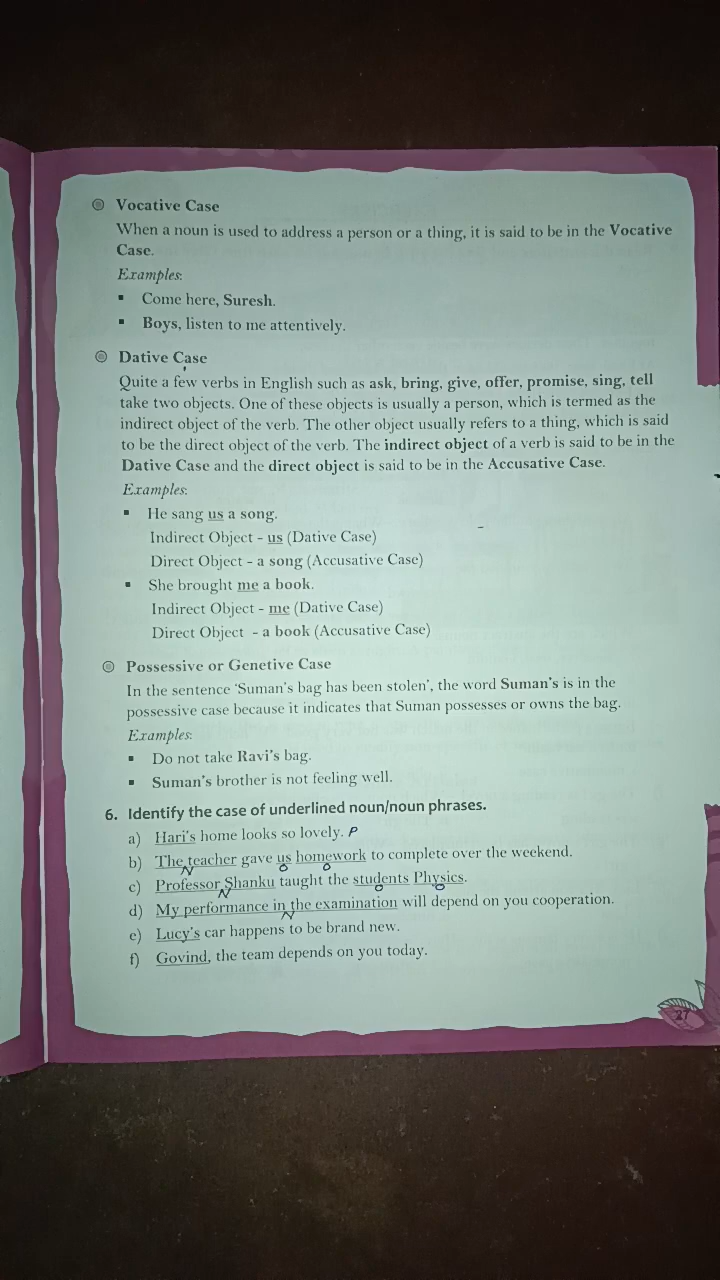 Vocative Case
When a noun is used to address a person or a thing, it is said to be in the Vocative
Case.
Examples:
▪ Come here, Suresh.
▪ Boys, listen to me attentively.
Dative Case
Quite a few verbs in English such as ask, bring, give, offer, promise, sing, tell
take two objects. One of these objects is usually a person, which is termed as the
indirect object of the verb. The other object usually refers to a thing, which is said
to be the direct object of the verb. The indirect object of a verb is said to be in the
Dative Case and the direct object is said to be in the Accusative Case.
Examples:
▪ He sang us a song.
Indirect Object - us (Dative Case)
Direct Object - a song (Accusative Case)
▪ She brought me a book.
Indirect Object - me (Dative Case)
Direct Object - a book (Accusative Case)
Possessive or Genetive Case
In the sentence 'Suman's bag has been stolen', the word Suman's is in the
possessive case because it indicates that Suman possesses or owns the bag.
Examples:
▪ Do not take Ravi's bag.
▪ Suman's brother is not feeling well.
6. Identify the case of underlined noun/noun phrases.
a) Hari's home looks so lovely. P
b) The teacher gave us homework to complete over the weekend.
N O O
c) Professor Shanku taught the students Physics.
N O O
d) My performance in the examination will depend on you cooperation.
N
e) Lucy's car happens to be brand new.
f) Govind, the team depends on you today.
27